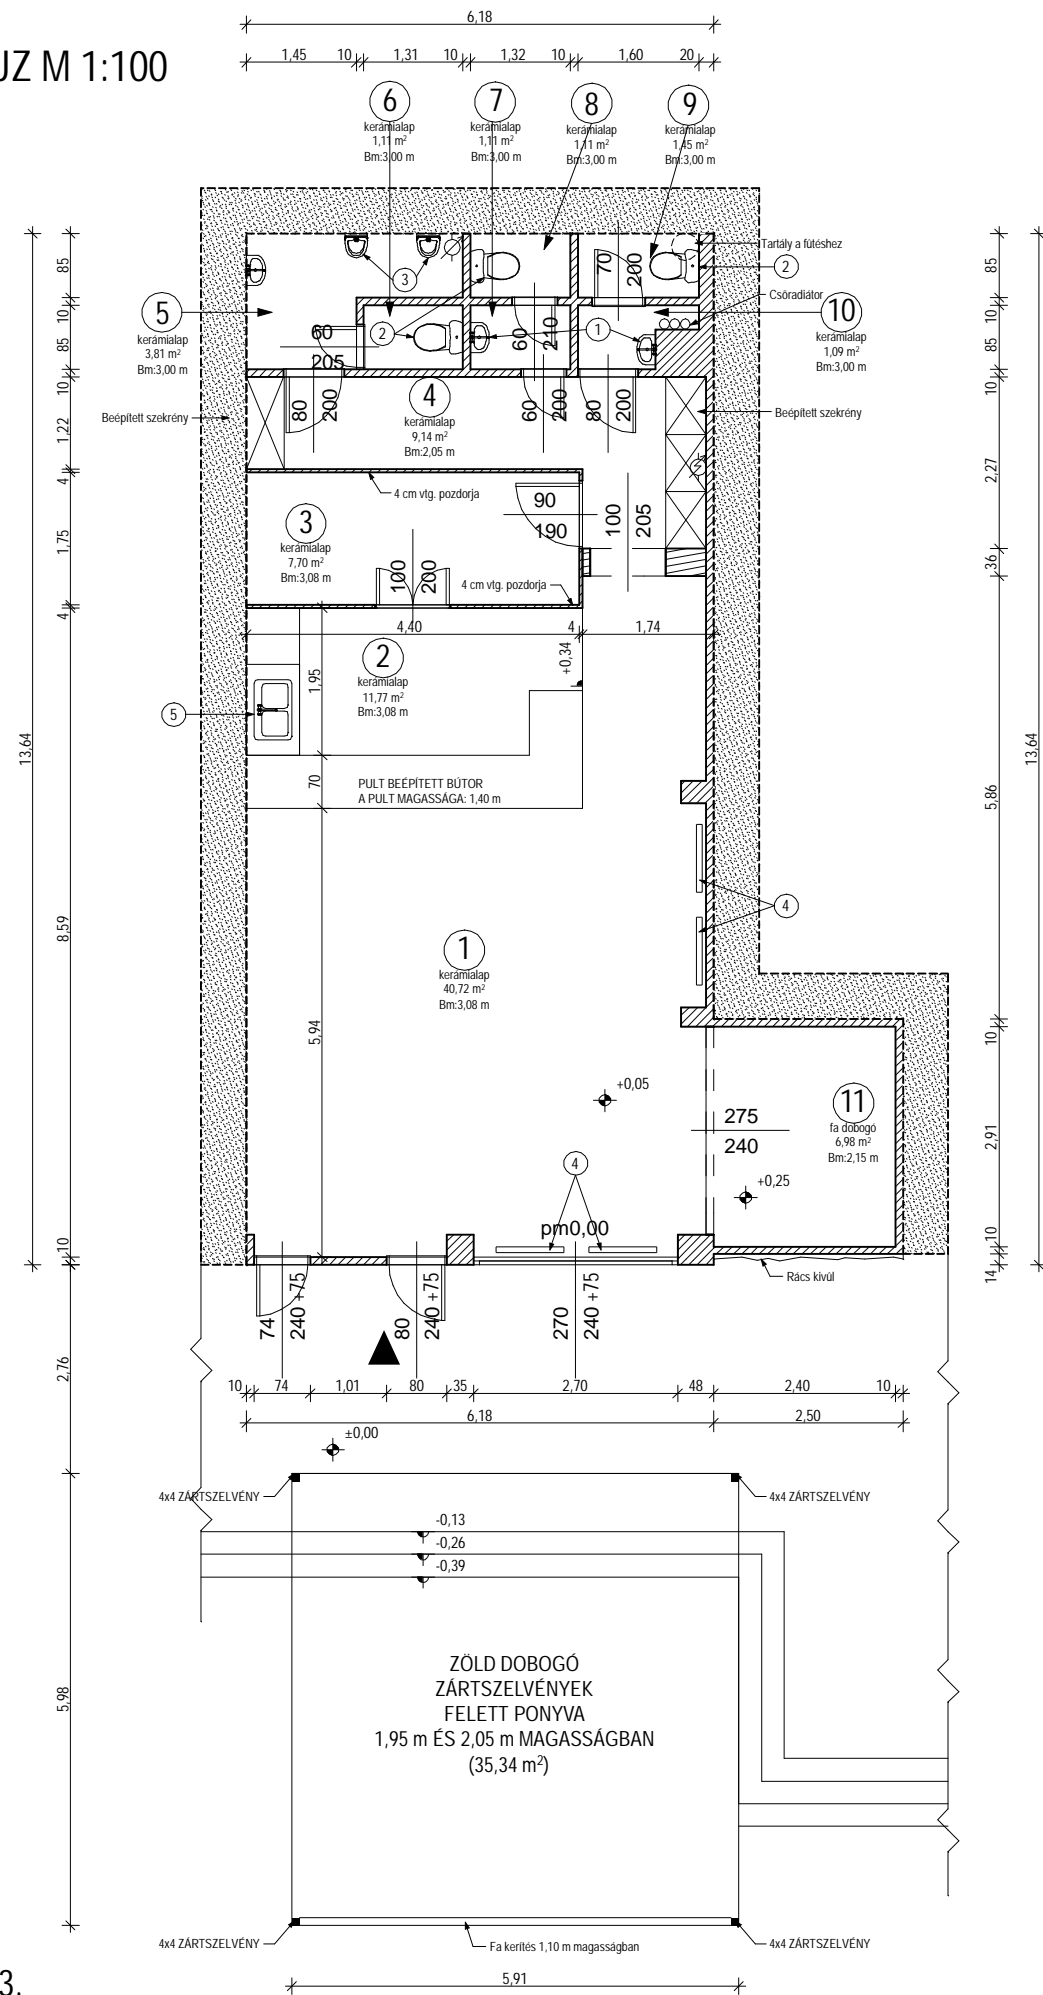 6,18
1,45 10 1,31 10 1,32 10 1,60 20
UZ M 1:100
6
kerámialap
1,11 m²
Bm:3,00 m
7
kerámialap
1,11 m²
Bm:3,00 m
8
kerámialap
1,11 m²
Bm:3,00 m
9
kerámialap
1,45 m²
Bm:3,00 m
Tartály a fűtéshez
2
Csőradiátor
3
70
200
85
10
85
10
1,22
4
1,75
4
8,59
10
2,76
5,98
13,64
5
kerámialap
3,81 m²
Bm:3,00 m
60
205
2
60
210
1
10
kerámialap
1,09 m²
Bm:3,00 m
85
10
85
10
2,27
36
5,86
10
2,91
10
14
13,64
80
200
4
kerámialap
9,14 m²
Bm:2,05 m
60
200
80
200
Beépített szekrény
Beépített szekrény
4 cm vtg. pozdorja
3
kerámialap
7,70 m²
Bm:3,08 m
90
190
100
205
100
200
4 cm vtg. pozdorja
4,40 4 1,74
2
kerámialap
11,77 m²
Bm:3,08 m
+0,34
1,95
5
70
PULT BEÉPÍTETT BÚTOR
A PULT MAGASSÁGA: 1,40 m
4
1
kerámialap
40,72 m²
Bm:3,08 m
5,94
+0,05
275
240
11
fa dobogó
6,98 m²
Bm:2,15 m
+0,25
4
pm0,00
Rács kívül
74
240 +75
80
240 +75
270
240 +75
10 74 1,01 80 35 2,70 48 2,40 10
6,18 2,50
±0,00
4x4 ZÁRTSZELVÉNY
4x4 ZÁRTSZELVÉNY
-0,13
-0,26
-0,39
ZÖLD DOBOGÓ
ZÁRTSZELVÉNYEK
FELETT PONYVA
1,95 m ÉS 2,05 m MAGASSÁGBAN
(35,34 m²)
4x4 ZÁRTSZELVÉNY
4x4 ZÁRTSZELVÉNY
Fa kerítés 1,10 m magasságban
5,91
3.